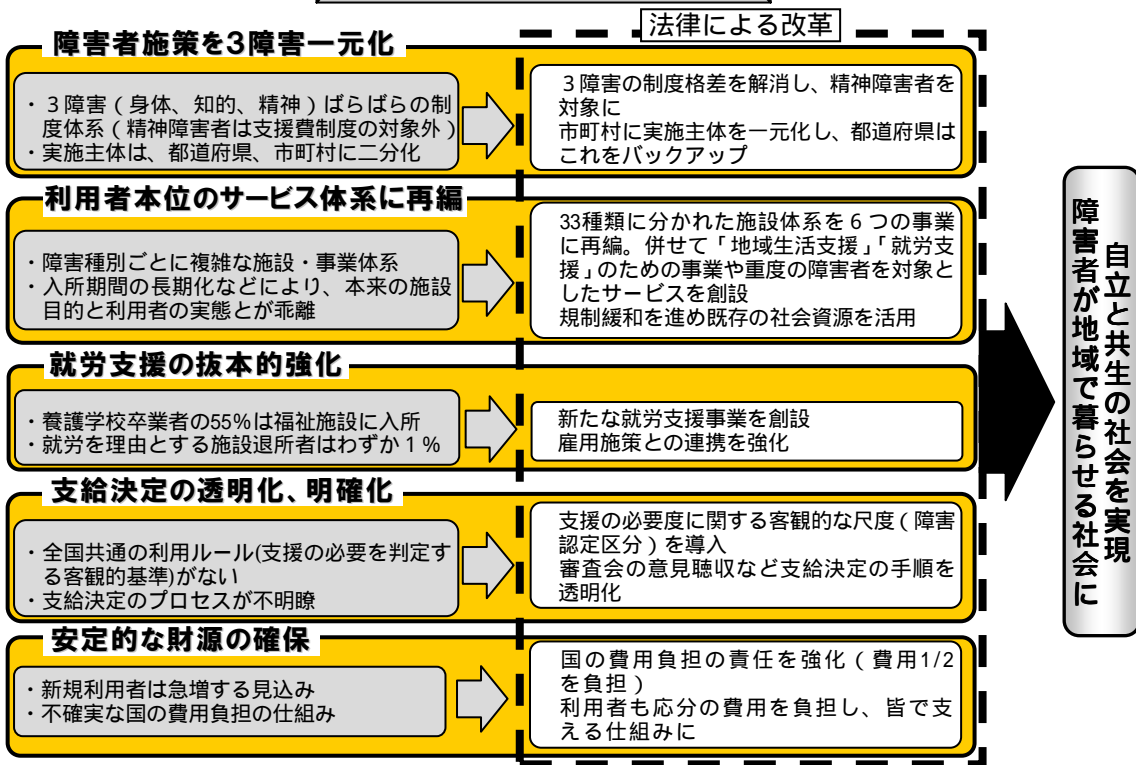 法律による改革
障害者施策を3障害一元化
・３障害（身体、知的、精神）ばらばらの制
度体系（精神障害者は支援費制度の対象外）
・実施主体は、都道府県、市町村に二分化
３障害の制度格差を解消し、精神障害者を
対象に
市町村に実施主体を一元化し、都道府県は
これをバックアップ
利用者本位のサービス体系に再編
・障害種別ごとに複雑な施設・事業体系
・入所期間の長期化などにより、本来の施設
目的と利用者の実態とが乖離
33種類に分かれた施設体系を６つの事業
に再編。併せて「地域生活支援」「就労支
援」のための事業や重度の障害者を対象と
したサービスを創設
規制緩和を進め既存の社会資源を活用
就労支援の抜本的強化
・養護学校卒業者の55%は福祉施設に入所
・就労を理由とする施設退所者はわずか１％
新たな就労支援事業を創設
雇用施策との連携を強化
支給決定の透明化、明確化
・全国共通の利用ルール(支援の必要を判定す
る客観的基準)がない
・支給決定のプロセスが不明瞭
支援の必要度に関する客観的な尺度（障害
認定区分）を導入
審査会の意見聴取など支給決定の手順を
透明化
安定的な財源の確保
・新規利用者は急増する見込み
・不確実な国の費用負担の仕組み
国の費用負担の責任を強化（費用1/2
を負担）
利用者も応分の費用を負担し、皆で支
える仕組みに
障害者が地域で暮らせる社会に
自立と共生の社会を実現